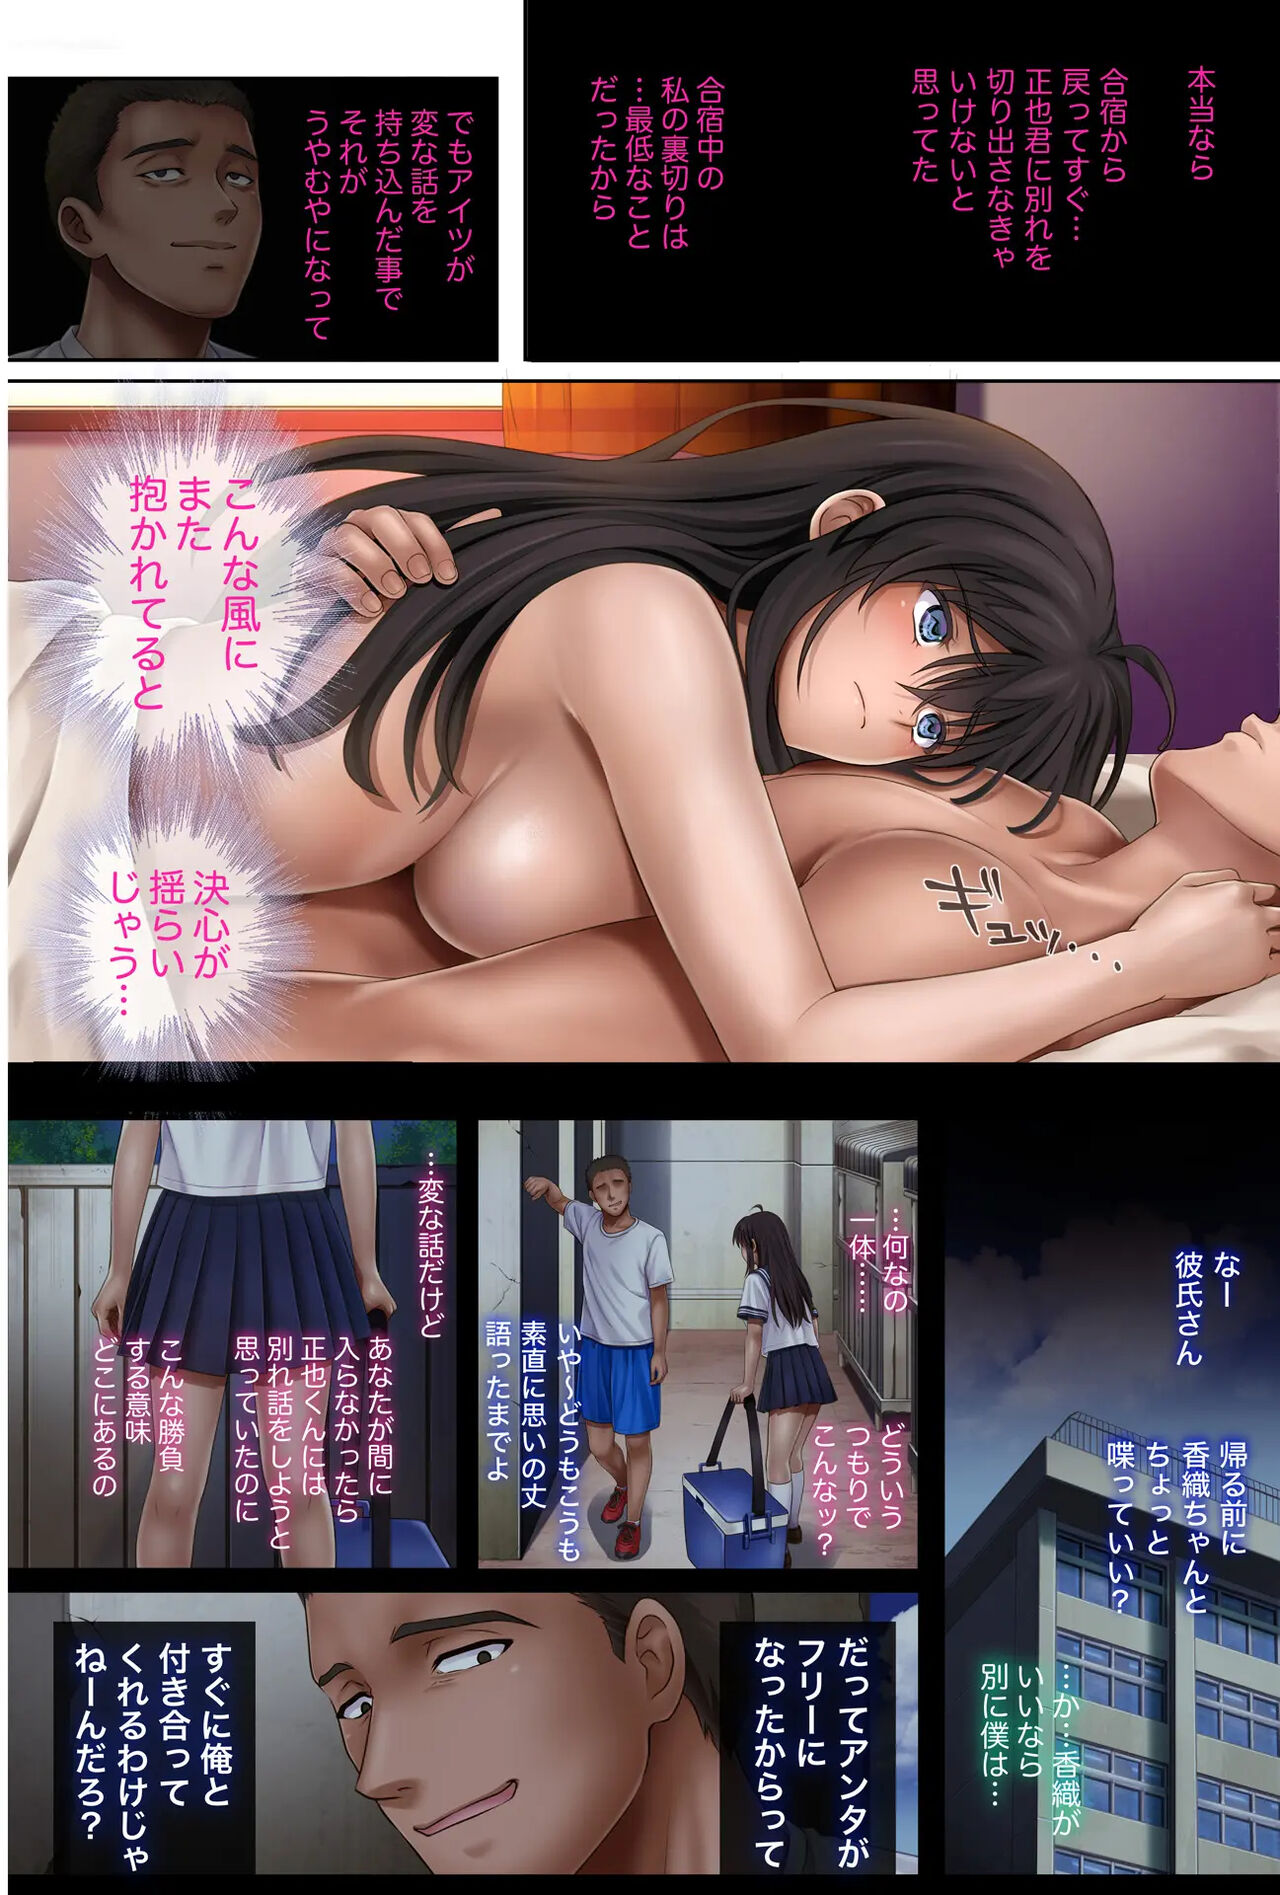 本当なら
合宿から
戻ってすぐ…
正也君に別れを
切り出さなきゃ
いけないと
思ってた
合宿中の
私の裏切りは
…最低なこと
だったから
でもアイツが
変な話を
持ち込んだ事で
それが
うやむやになって
こんな風に
また
抱かれてると
決心が
揺らい
じゃう…
ギュッ…
なー
彼氏さん
帰る前に
香織ちゃんと
ちょっと
喋っていい？
…か…香織が
いいなら
別に僕は…
…何なの
一体……
どういう
つもりで
こんなッ？
いや～どうもこうも
素直に思いの丈
語ったまでよ
…変な話だけど
あなたが間に
入らなかったら
正也くんには
別れ話をしようと
思っていたのに
こんな勝負
する意味
どこにあるの
だってアンタが
フリーに
なったからって
すぐに俺と
付き合って
くれるわけじゃ
ねーんだろ？